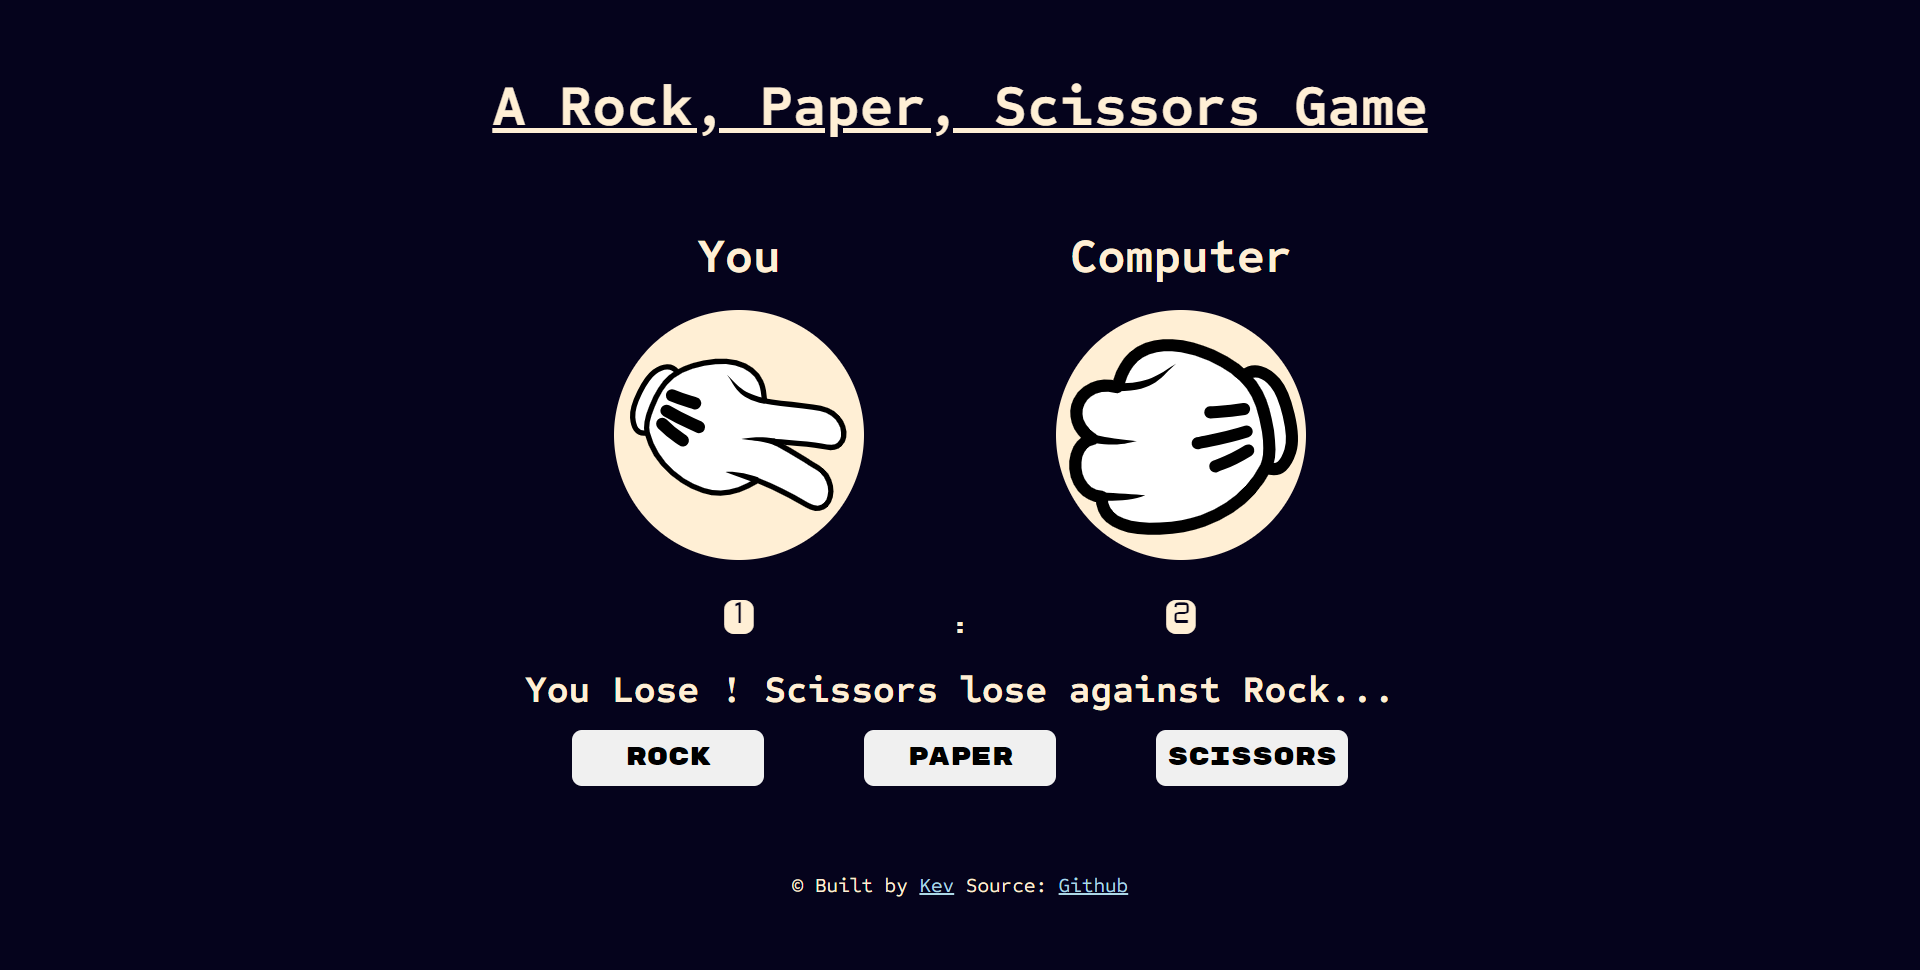 A Rock, Paper, Scissors Game
You Computer
1 : 2
You Lose ! Scissors lose against Rock...
ROCK PAPER SCISSORS
© Built by Kev Source: Github